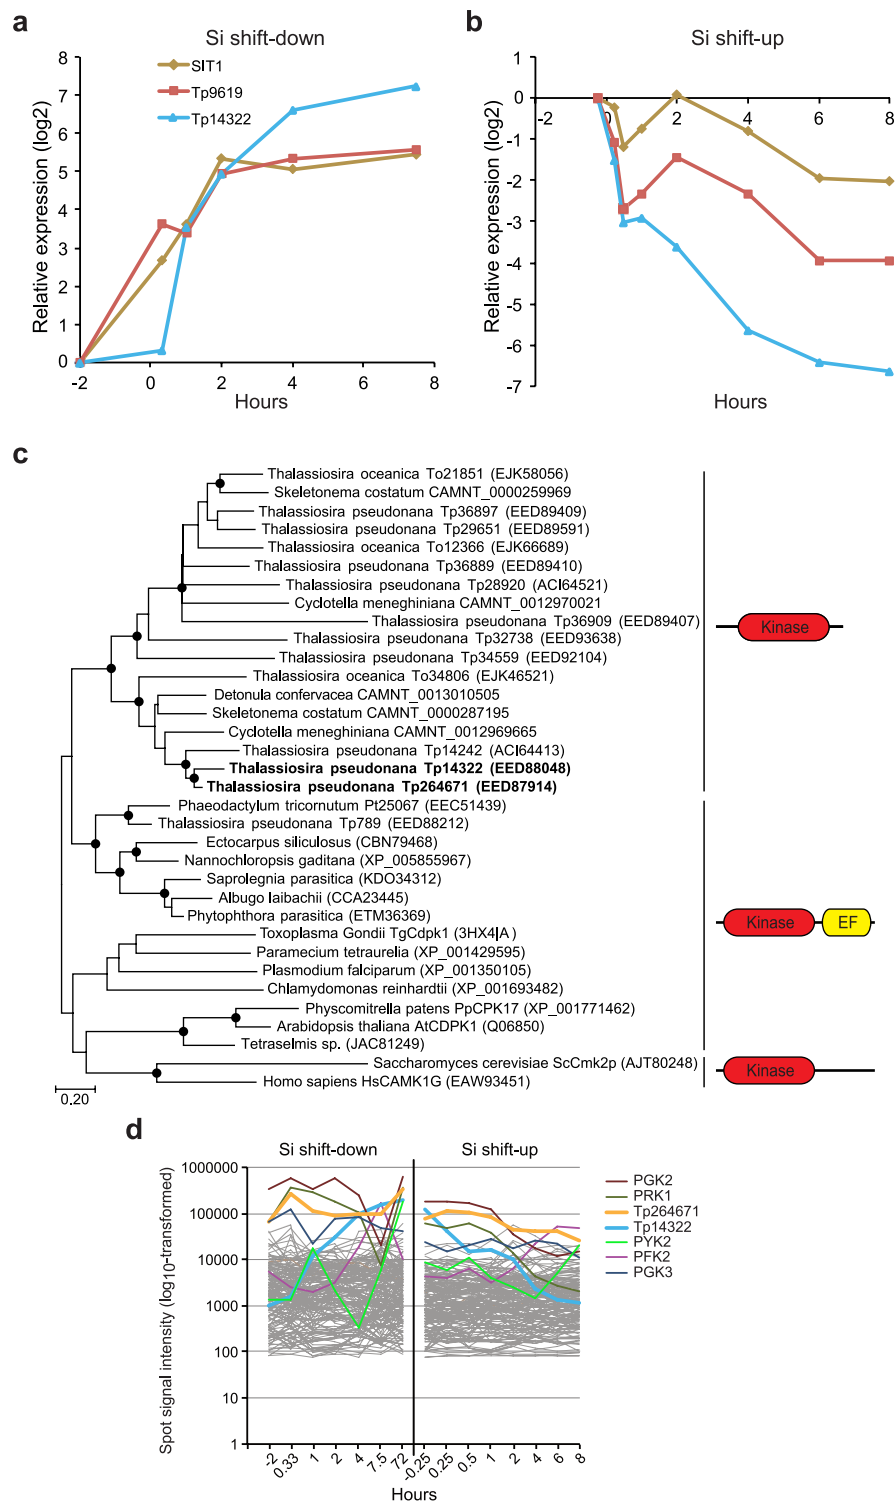 a
Si shift-down
Relative expression (log2)
8
7
6
5
4
3
2
1
0
-2
0
2
4
6
8
Hours
SIT1
Tp9619
Tp14322
b
Si shift-up
Relative expression (log2)
1
0
-1
-2
-3
-4
-5
-6
-7
-2
0
2
4
6
8
Hours
c
Thalassiosira oceanica To21851 (EJK58056)
Skeletonema costatum CAMNT_0000259969
Thalassiosira pseudonana Tp36897 (EED89409)
Thalassiosira pseudonana Tp29651 (EED89591)
Thalassiosira oceanica To12366 (EJK66689)
Thalassiosira pseudonana Tp36889 (EED89410)
Thalassiosira pseudonana Tp28920 (ACI64521)
Cyclotella meneghiniana CAMNT_0012970021
Thalassiosira pseudonana Tp36909 (EED89407)
Thalassiosira pseudonana Tp32738 (EED93638)
Thalassiosira pseudonana Tp34559 (EED92104)
Thalassiosira oceanica To34806 (EJK46521)
Detonula confervacea CAMNT_0013010505
Skeletonema costatum CAMNT_0000287195
Cyclotella meneghiniana CAMNT_0012969665
Thalassiosira pseudonana Tp14242 (ACI64413)
Thalassiosira pseudonana Tp14322 (EED88048)
Thalassiosira pseudonana Tp264671 (EED87914)
Phaeodactylum tricornutum Pt25067 (EEC51439)
Thalassiosira pseudonana Tp789 (EED88212)
Ectocarpus siliculosus (CBN79468)
Nannochloropsis gaditana (XP_005855967)
Saprolegnia parasitica (KDO34312)
Albugo laibachii (CCA23445)
Phytophthora parasitica (ETM36369)
Toxoplasma Gondii TgCdpk1 (3HX4|A)
Paramecium tetraurelia (XP_001429595)
Plasmodium falciparum (XP_001350105)
Chlamydomonas reinhardtii (XP_001693482)
Physcomitrella patens PpCPK17 (XP_001771462)
Arabidopsis thaliana AtCDPK1 (Q06850)
Tetraselmis sp. (JAC81249)
Saccharomyces cerevisiae ScCmk2p (AJT80248)
Homo sapiens HsCAMK1G (EAW93451)
0.20
Kinase
Kinase
EF
Kinase
d
Si shift-down
Si shift-up
Spot signal intensity (log10-transformed)
1000000
100000
10000
1000
100
10
1
-2
0.33
1
2
4
7.5
72
-0.25
0.25
0.5
1
2
4
6
8
Hours
PGK2
PRK1
Tp264671
Tp14322
PYK2
PFK2
PGK3